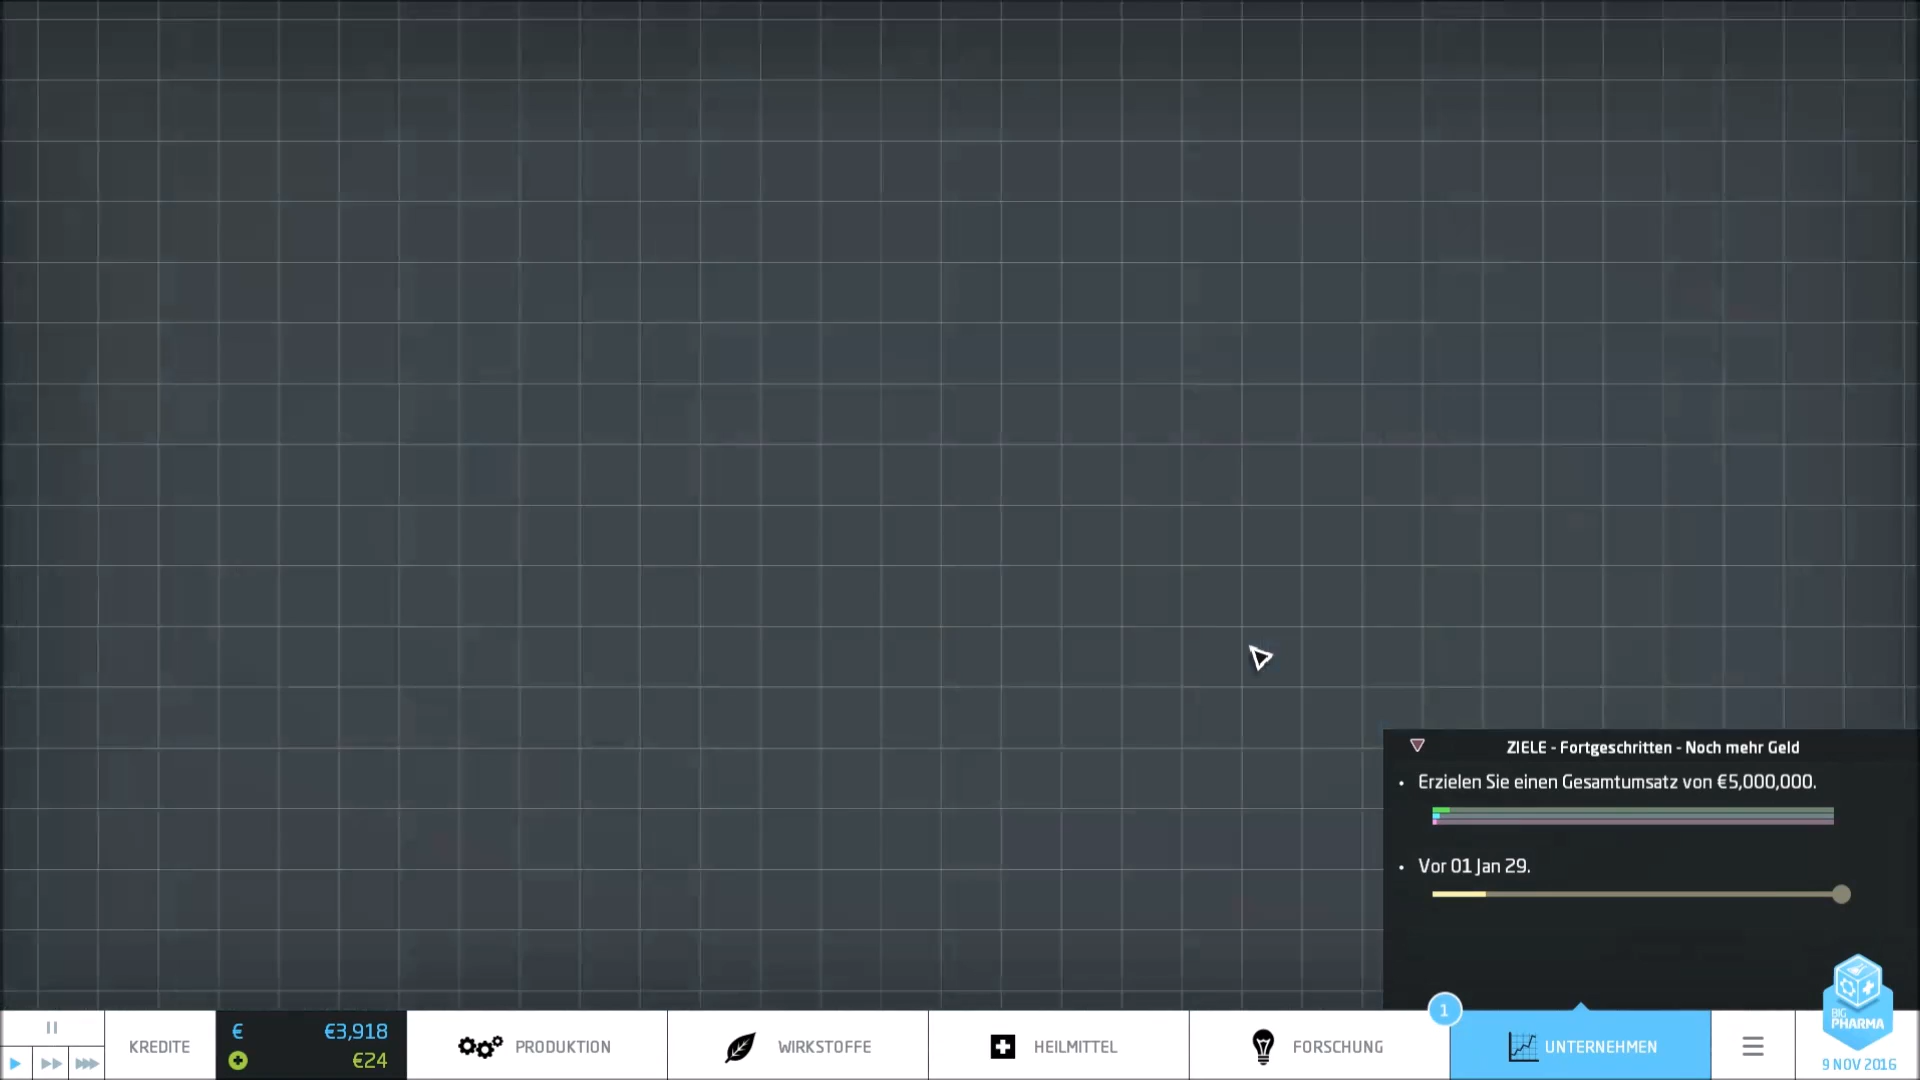 ZIELE - Fortgeschritten - Noch mehr Geld
• Erzielen Sie einen Gesamtumsatz von €5,000,000.
• Vor 01 Jan 29.
KREDITE
€ €3,918
€24
PRODUKTION
WIRKSTOFFE
HEILMITTEL
FORSCHUNG
1
UNTERNEHMEN
BIG
PHARMA
9 NOV 2016